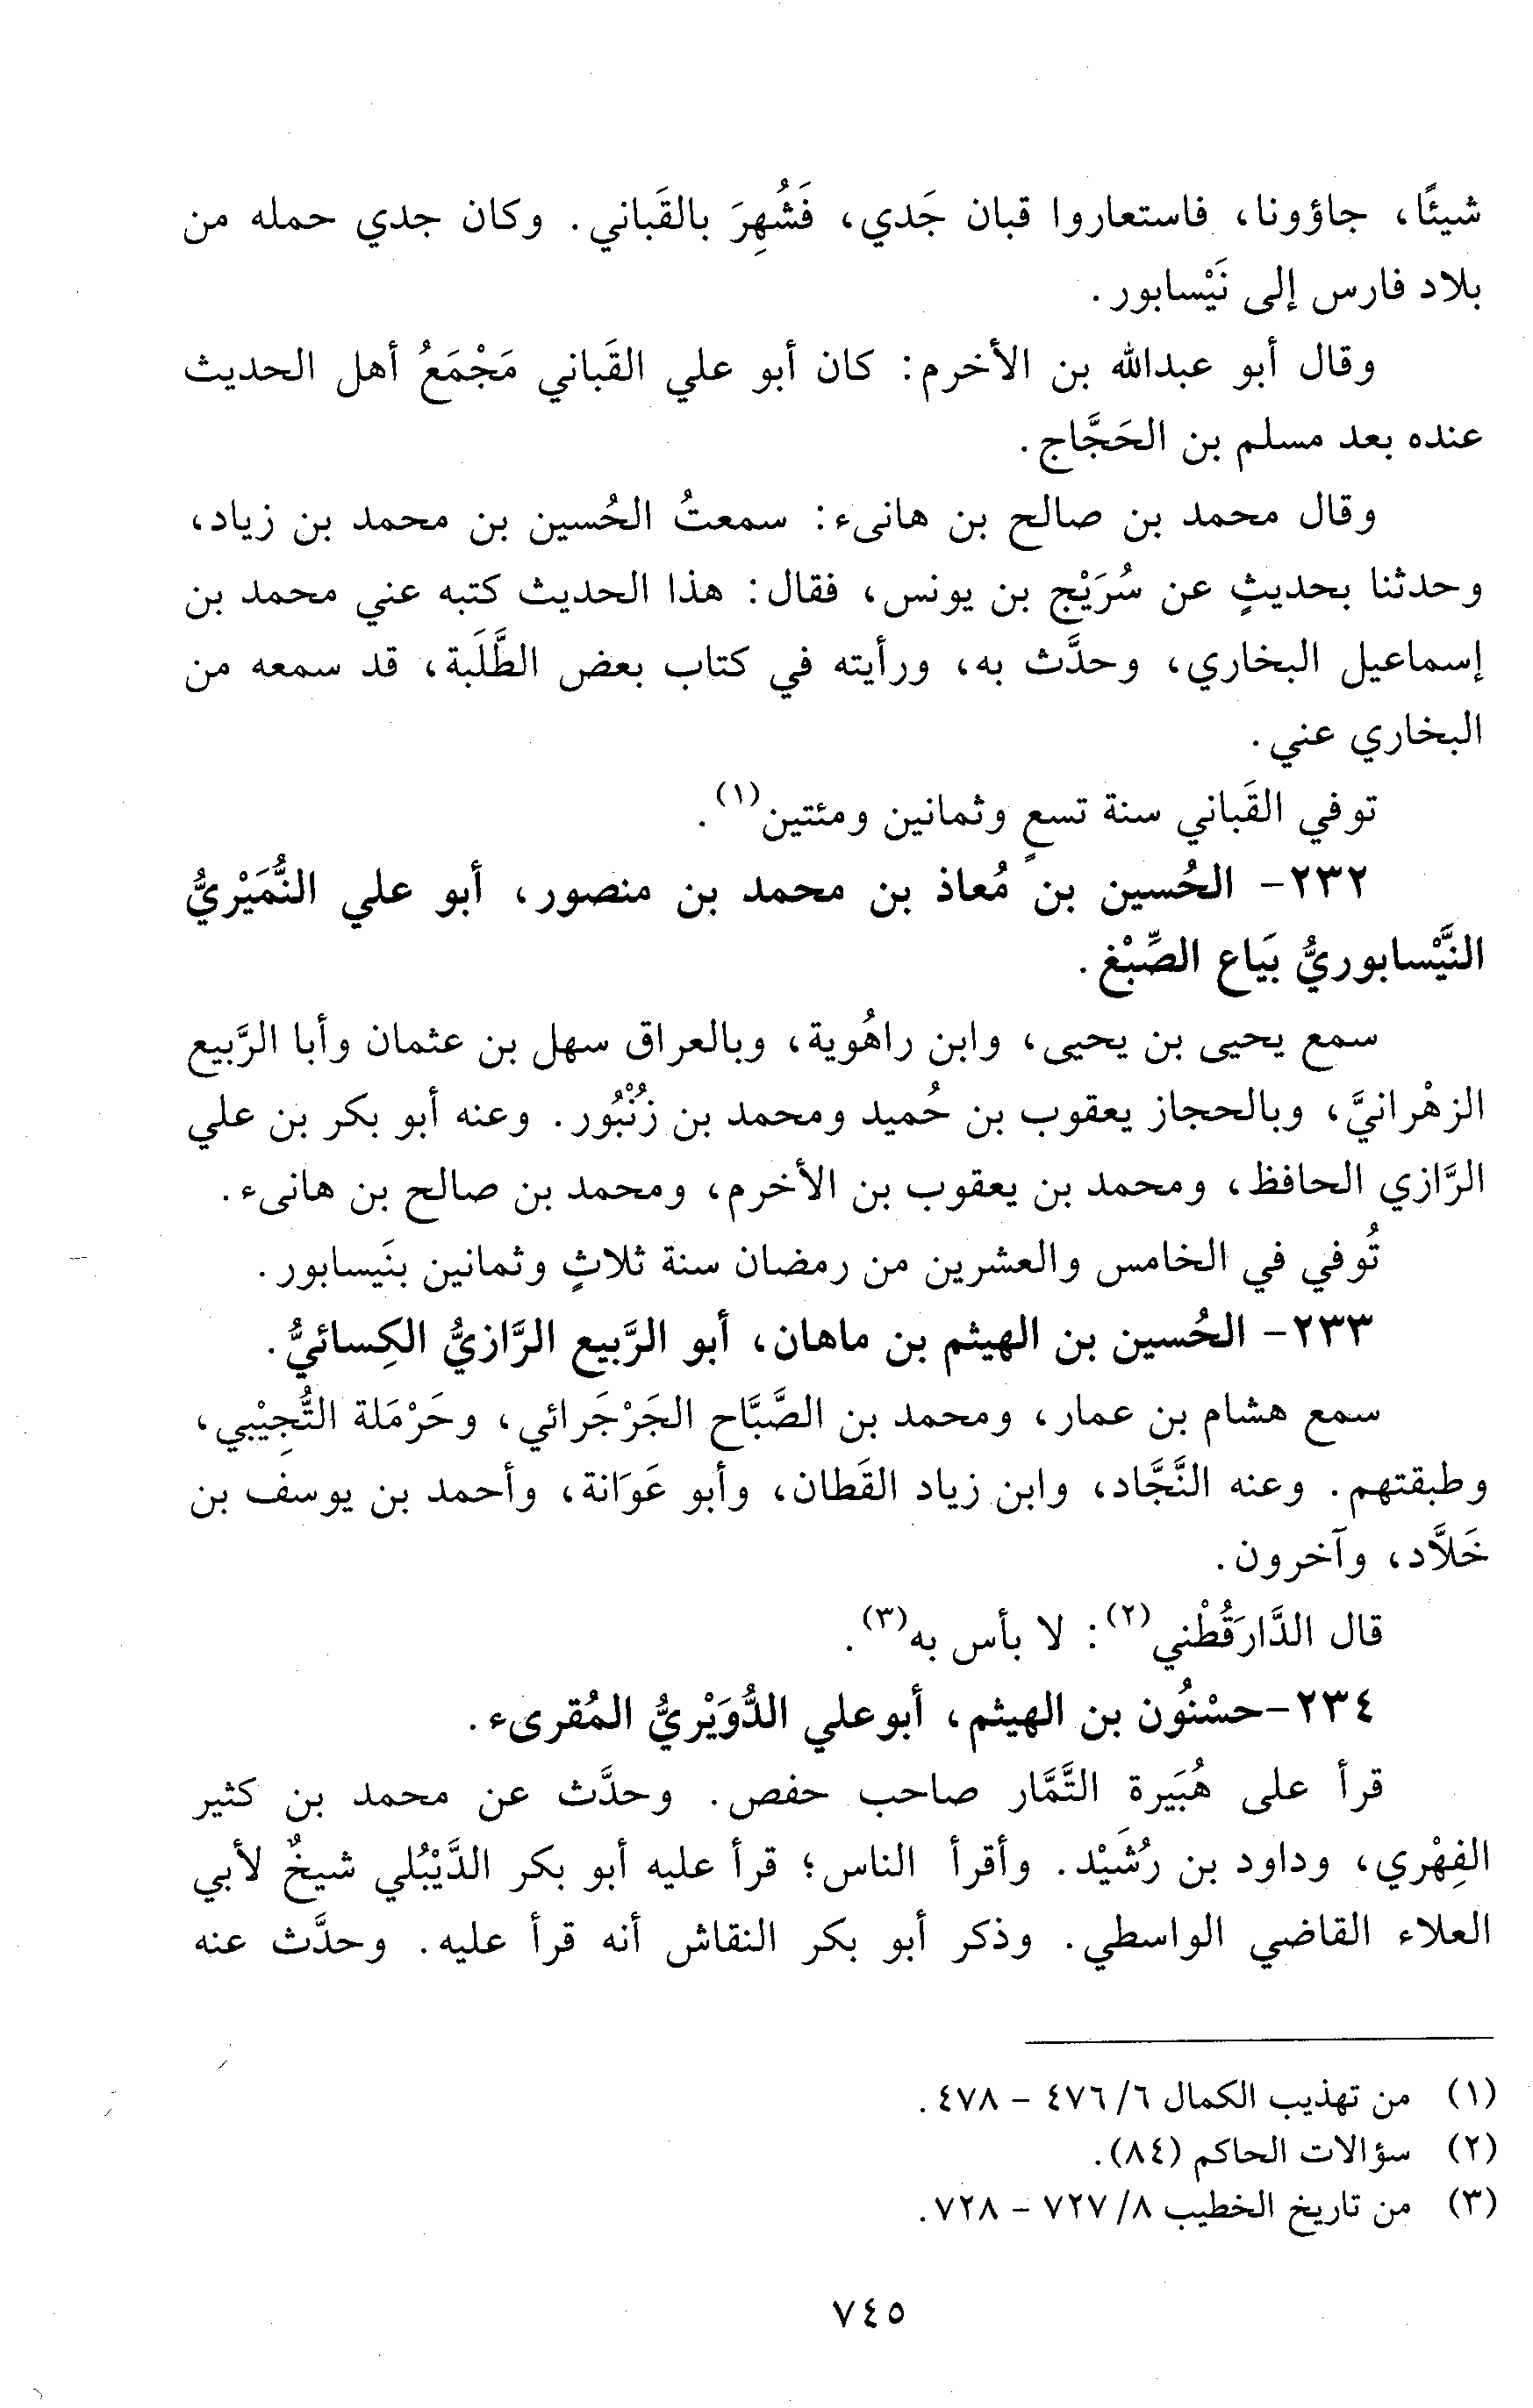 شيئًا، جاؤونا، فاستعاروا قبان جَدي، فَشُهِرَ بالقَباني. وكان جدي حمله من
بلاد فارس إلى نَيْسابور.
وقال أبو عبدالله بن الأخرم: كان أبو علي القَباني مَجْمَعُ أهل الحديث
عنده بعد مسلم بن الحَجَّاج.
وقال محمد بن صالح بن هانىء: سمعتُ الحُسين بن محمد بن زياد،
وحدثنا بحديثٍ عن سُرَيْج بن يونس، فقال: هذا الحديث كتبه عني محمد بن
إسماعيل البخاري، وحدَّث به، ورأيته في كتاب بعض الطَّلَبة، قد سمعه من
البخاري عني.
توفي القَباني سنة تسعٍ وثمانين ومئتين(١).
٢٣٢- الحُسين بن مُعاذ بن محمد بن منصور، أبو علي النُّمَيْريُّ
النَّيْسابوريُّ بَياع الصِّبْغ.
سمع يحيى بن يحيى، وابن راهُوية، وبالعراق سهل بن عثمان وأبا الرَّبيع
الزهْرانيَّ، وبالحجاز يعقوب بن حُميد ومحمد بن زُنْبُور. وعنه أبو بكر بن علي
الرَّازي الحافظ، ومحمد بن يعقوب بن الأخرم، ومحمد بن صالح بن هانىء.
تُوفي في الخامس والعشرين من رمضان سنة ثلاثٍ وثمانين بنَيسابور.
٢٣٣- الحُسين بن الهيثم بن ماهان، أبو الرَّبيع الرَّازيُّ الكِسائيُّ.
سمع هشام بن عمار، ومحمد بن الصَّبَّاح الجَرْجَرائي، وحَرْمَلة التُّجِيْبي،
وطبقتهم. وعنه النَّجَّاد، وابن زياد القَطان، وأبو عَوَانة، وأحمد بن يوسف بن
خَلاَّد، وآخرون.
قال الدَّارَقُطْني(٢): لا بأس به(٣).
٢٣٤-حسْنُون بن الهيثم، أبوعلي الدُّوَيْريُّ المُقرىء.
قرأ على هُبَيرة التَّمَّار صاحب حفص. وحدَّث عن محمد بن كثير
الفِهْري، وداود بن رُشَيْد. وأقرأ الناس؛ قرأ عليه أبو بكر الدَّيْبُلي شيخٌ لأبي
العلاء القاضي الواسطي. وذكر أبو بكر النقاش أنه قرأ عليه. وحدَّث عنه
(١) من تهذيب الكمال ٦/ ٤٧٦ - ٤٧٨.
(٢) سؤالات الحاكم (٨٤).
(٣) من تاريخ الخطيب ٨/ ٧٢٧ - ٧٢٨.
٧٤٥